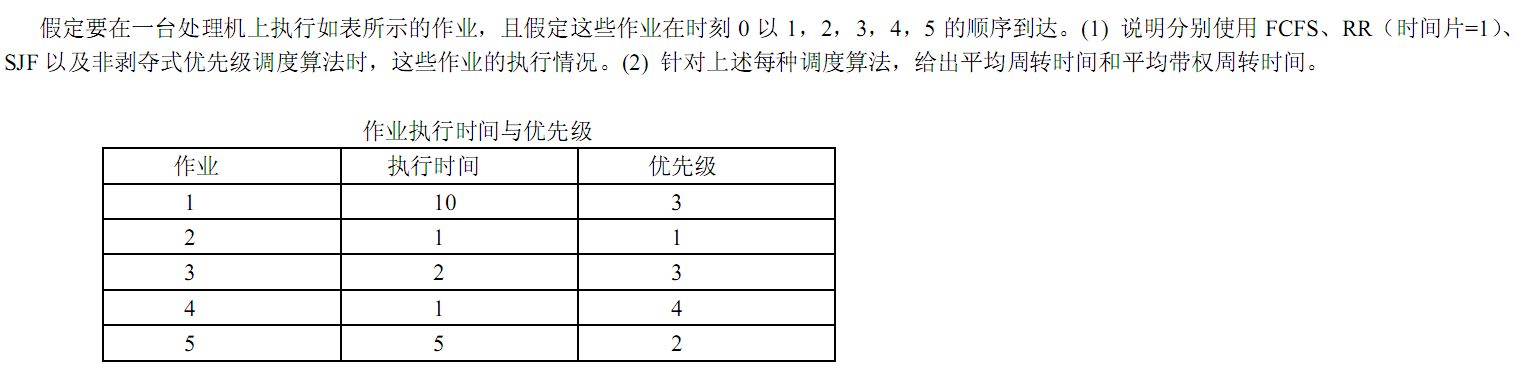 假定要在一台处理机上执行如表所示的作业，且假定这些作业在时刻 0 以 1，2，3，4，5 的顺序到达。(1) 说明分别使用 FCFS、RR（时间片=1）、
SJF 以及非剥夺式优先级调度算法时，这些作业的执行情况。(2) 针对上述每种调度算法，给出平均周转时间和平均带权周转时间。
作业执行时间与优先级
作业 执行时间 优先级
1 10 3
2 1 1
3 2 3
4 1 4
5 5 2